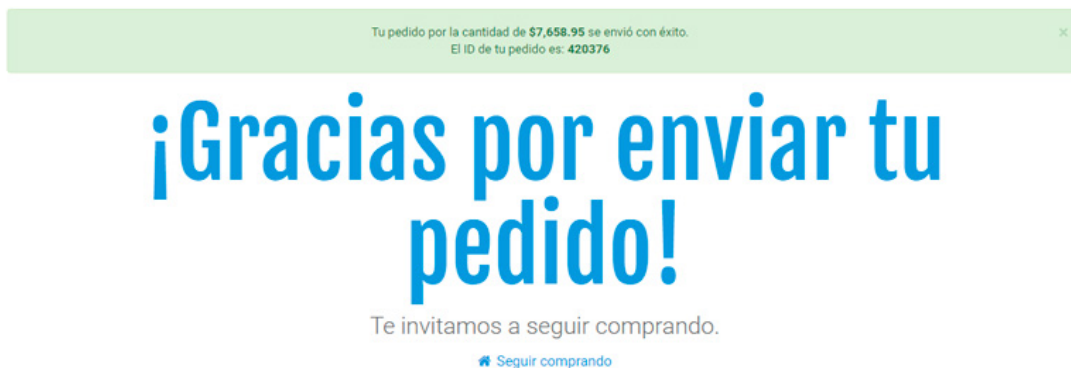 Tu pedido por la cantidad de $7,658.95 se envió con éxito.
El ID de tu pedido es: 420376
¡Gracias por enviar tu
pedido!
Te invitamos a seguir comprando.
Seguir comprando